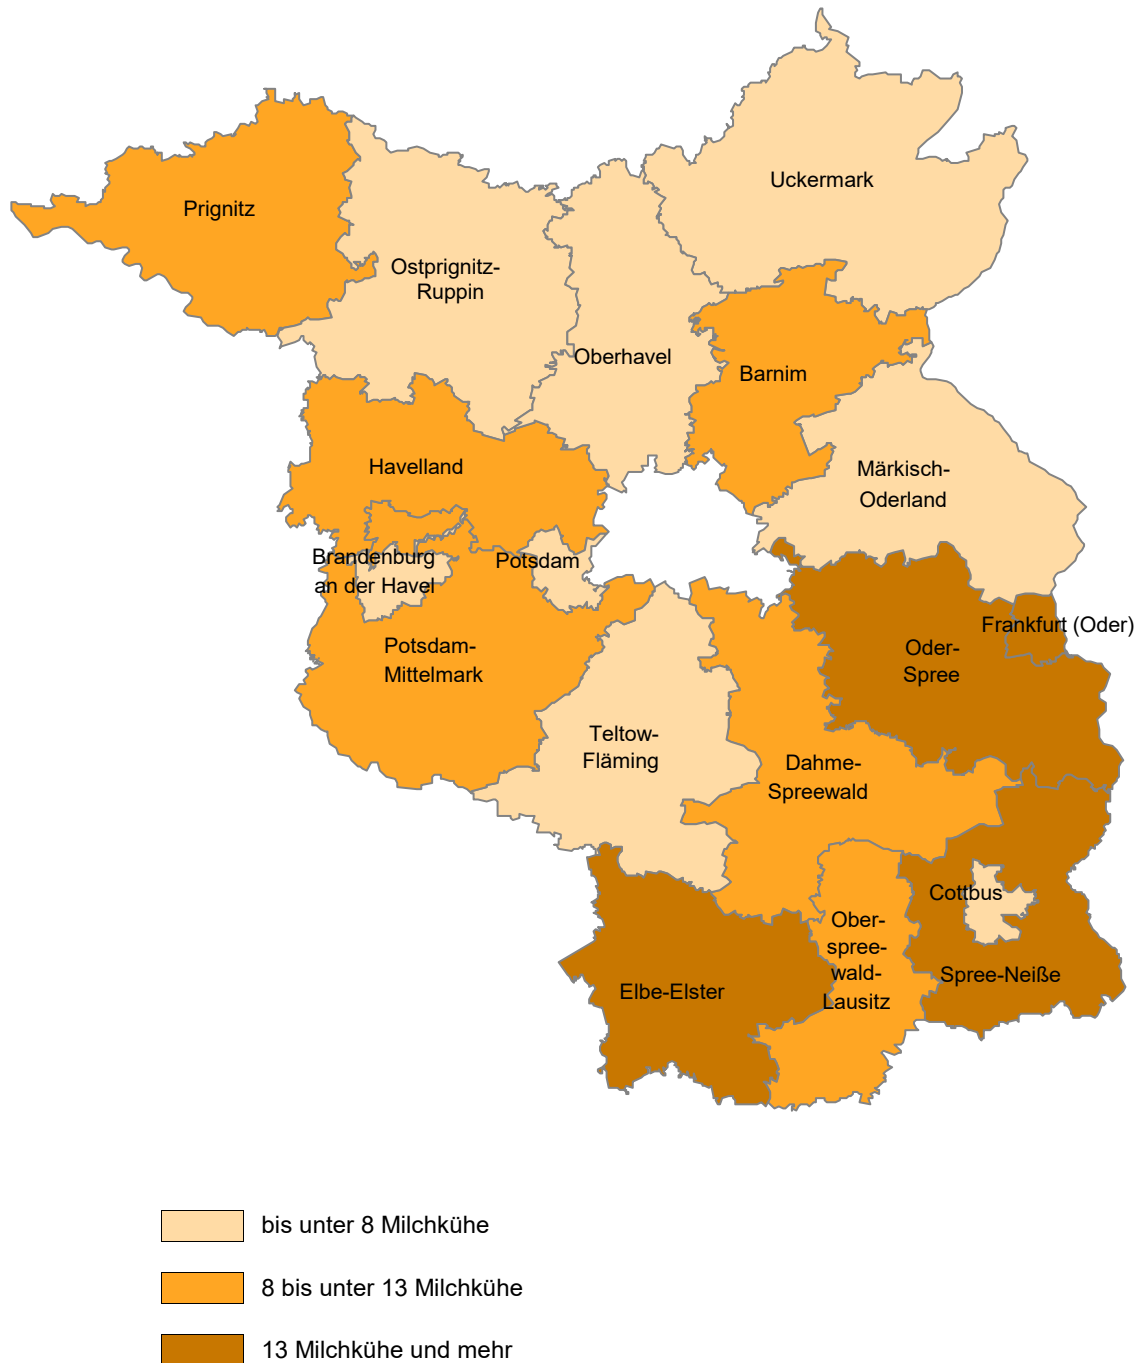 Uckermark
Prignitz
Ostprignitz-
Ruppin
Oberhavel
Barnim
Havelland
Märkisch-
Oderland
Brandenburg
an der Havel
Potsdam
Frankfurt (Oder)
Potsdam-
Mittelmark
Oder-
Spree
Teltow-
Fläming
Dahme-
Spreewald
Cottbus
Ober-
spree-
wald-
Lausitz
Spree-Neiße
Elbe-Elster
bis unter 8 Milchkühe
8 bis unter 13 Milchkühe
13 Milchkühe und mehr